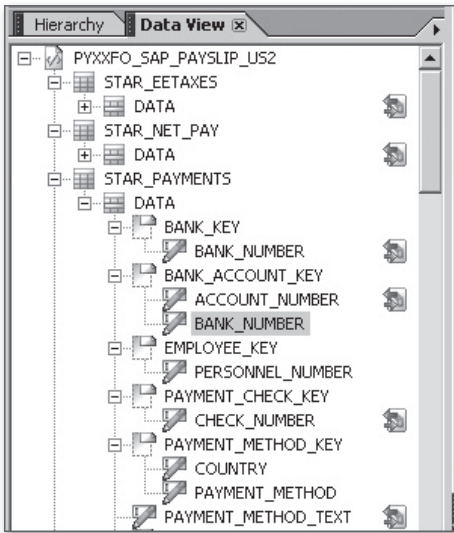 Hierarchy Data View
PYXXFO_SAP_PAYSLIP_US2
STAR_EETAXES
DATA
STAR_NET_PAY
DATA
STAR_PAYMENTS
DATA
BANK_KEY
BANK_NUMBER
BANK_ACCOUNT_KEY
ACCOUNT_NUMBER
BANK_NUMBER
EMPLOYEE_KEY
PERSONNEL_NUMBER
PAYMENT_CHECK_KEY
CHECK_NUMBER
PAYMENT_METHOD_KEY
COUNTRY
PAYMENT_METHOD
PAYMENT_METHOD_TEXT